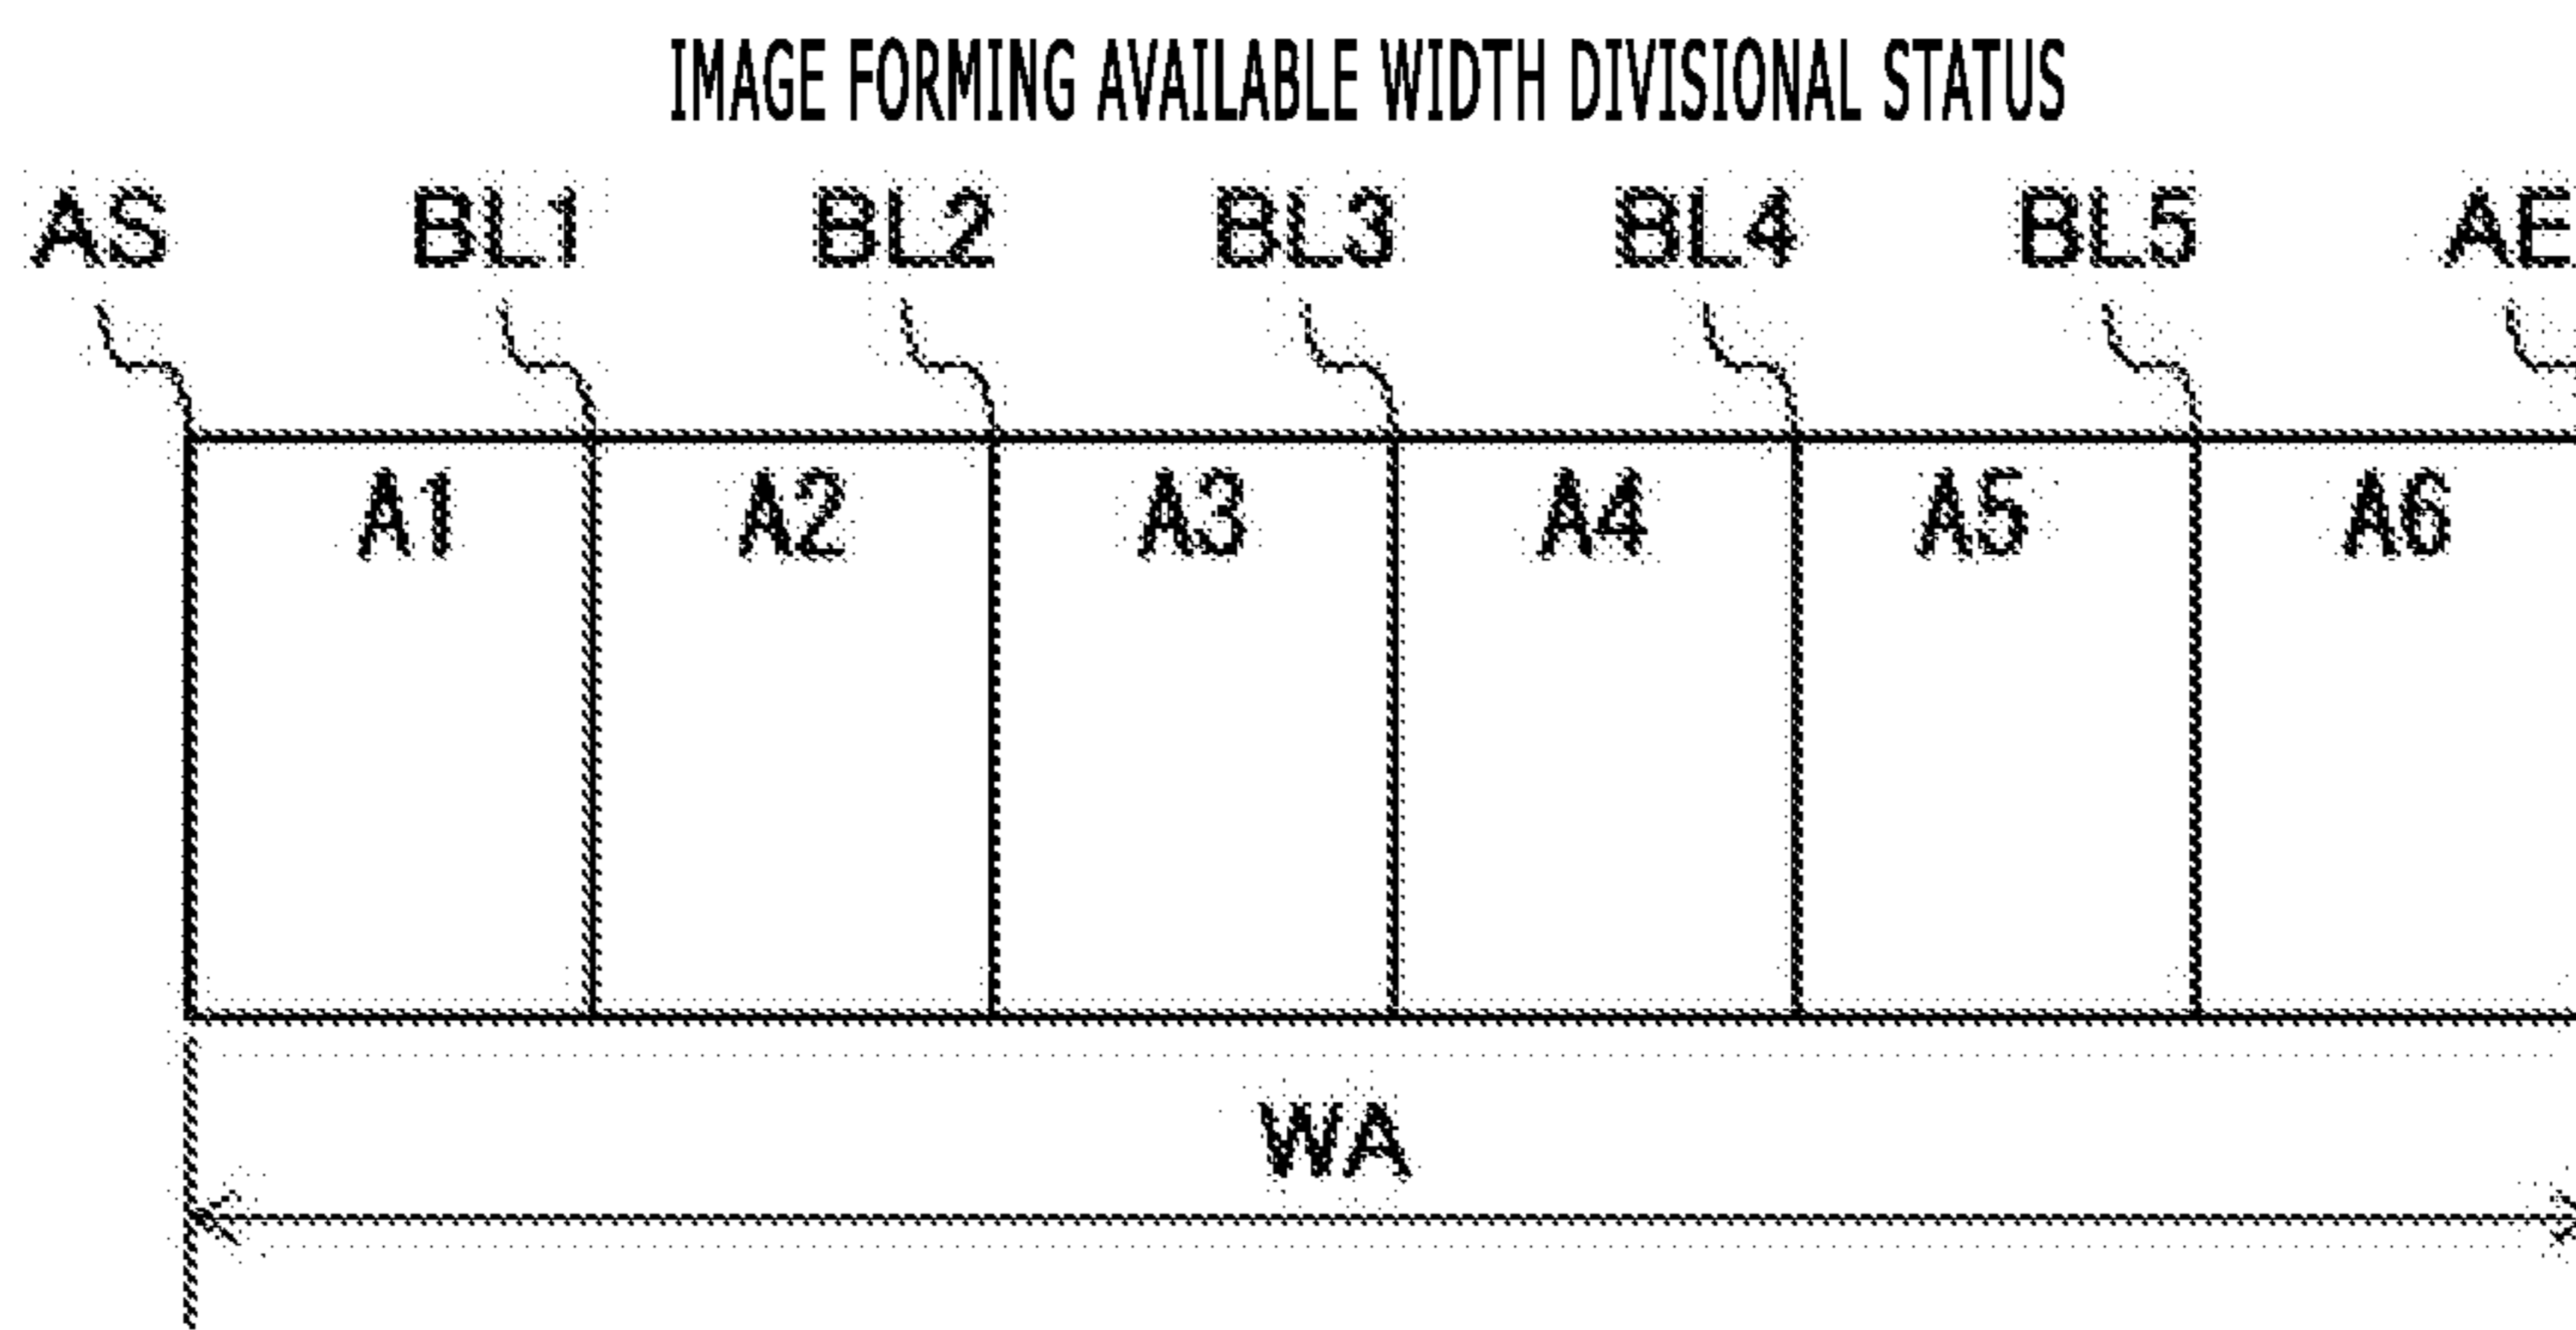 IMAGE FORMING AVAILABLE WIDTH DIVISIONAL STATUS
AS BL1 BL2 BL3 BL4 BL5 AE
A1 A2 A3 A4 A5 A6
WA